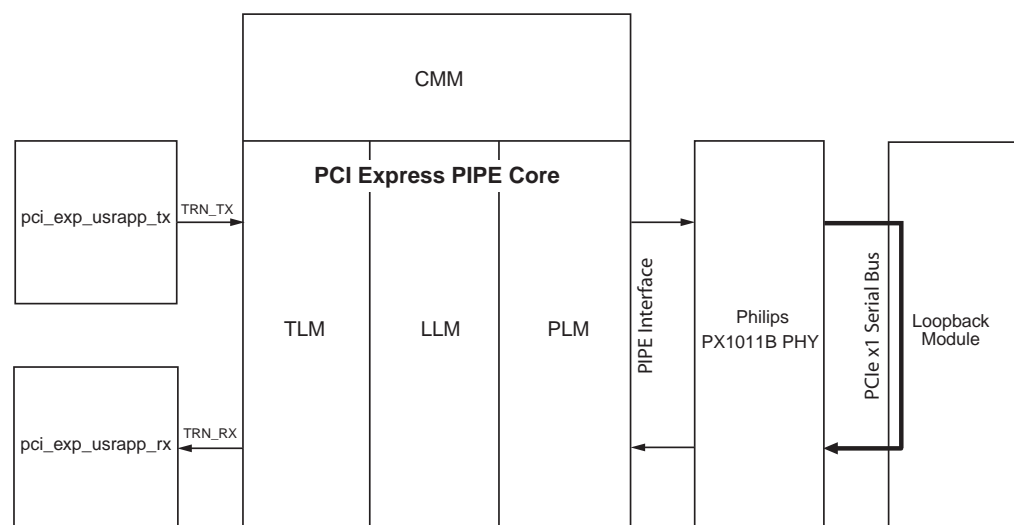 CMM
PCI Express PIPE Core
pci_exp_usrapp_tx
TRN_TX
TLM
LLM
PLM
PIPE Interface
Philips
PX1011B PHY
PCIe x1 Serial Bus
Loopback
Module
pci_exp_usrapp_rx
TRN_RX